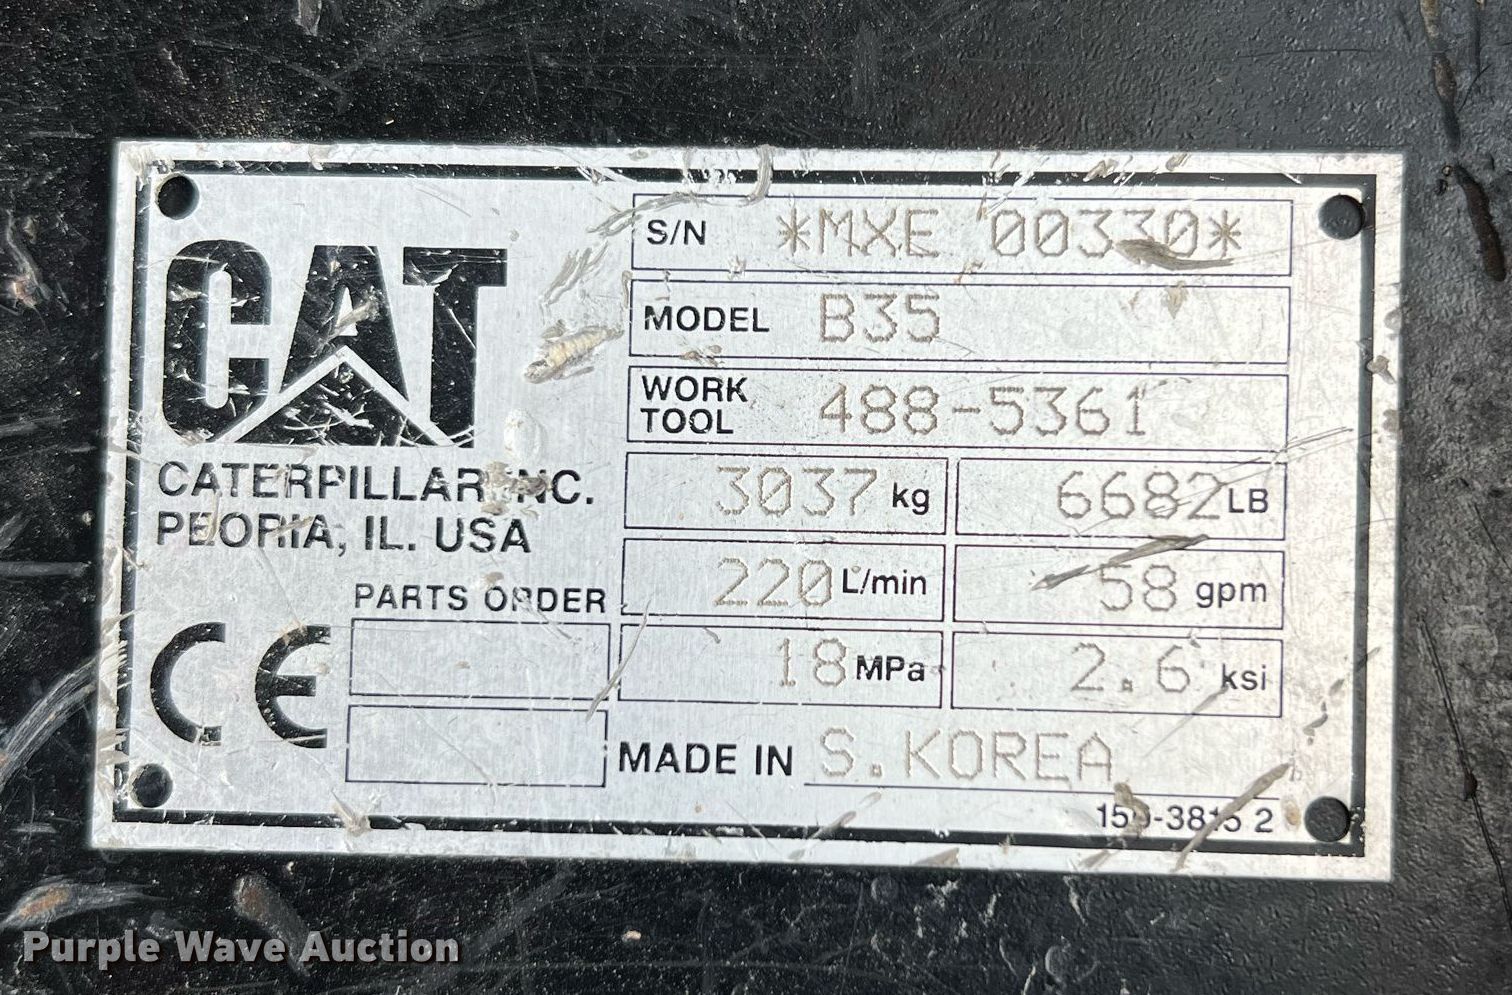 CAT
CATERPILLAR INC.
PEORIA, IL. USA
CE
PARTS ORDER
S/N *MXE 00330*
MODEL B35
WORK TOOL 488-5361
3037 kg 6682 LB
220 L/min 58 gpm
18 MPa 2.6 ksi
MADE IN S. KOREA
Purple Wave Auction